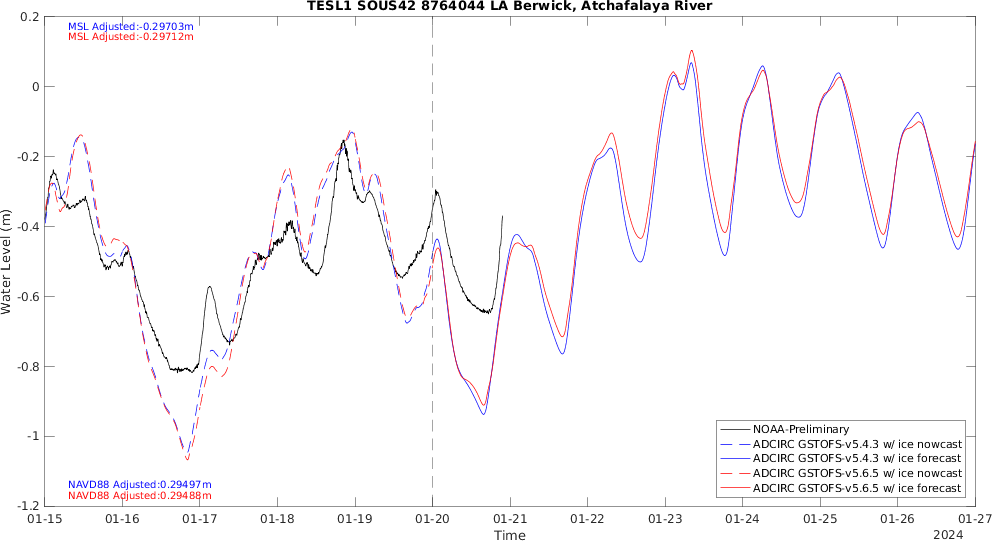 TESL1 SOUS42 8764044 LA Berwick, Atchafalaya River
MSL Adjusted:-0.29703m
MSL Adjusted:-0.29712m
0.2
0
-0.2
-0.4
-0.6
-0.8
-1
-1.2
Water Level (m)
NOAA-Preliminary
ADCIRC GSTOFS-v5.4.3 w/ ice nowcast
ADCIRC GSTOFS-v5.4.3 w/ ice forecast
ADCIRC GSTOFS-v5.6.5 w/ ice nowcast
ADCIRC GSTOFS-v5.6.5 w/ ice forecast
NAVD88 Adjusted:0.29497m
NAVD88 Adjusted:0.29488m
01-15 01-16 01-17 01-18 01-19 01-20 01-21 01-22 01-23 01-24 01-25 01-26 01-27
Time
2024